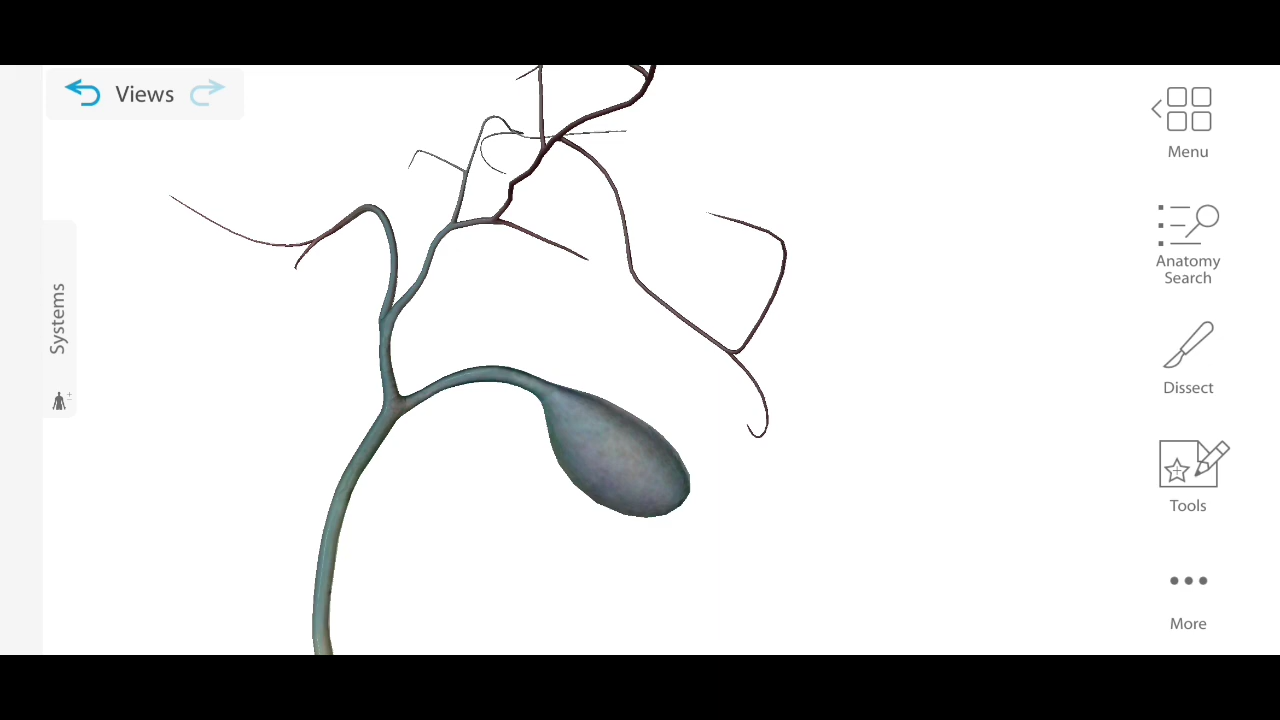 Views
Menu
Systems
Anatomy
Search
Dissect
Tools
More